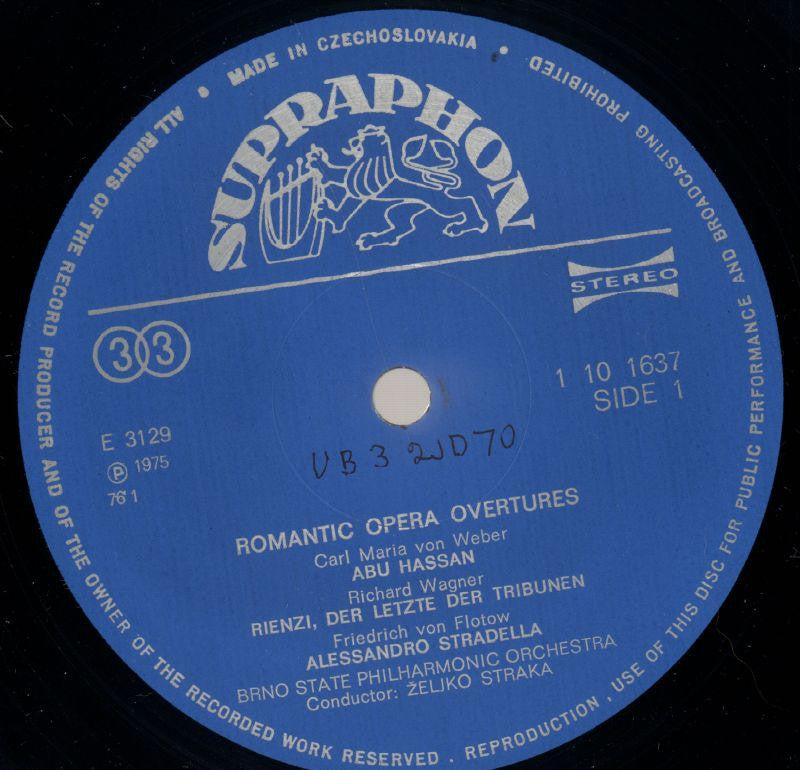 ALL RIGHTS OF THE RECORD PRODUCER AND OF THE OWNER OF THE RECORDED WORK RESERVED . REPRODUCTION, USE OF THIS DISC FOR PUBLIC PERFORMANCE AND BROADCASTING PROHIBITED
• MADE IN CZECHOSLOVAKIA •
SUPRAPHON
STEREO
33
1 10 1637
SIDE 1
E 3129
Ⓟ 1975
76 1
VB3 2JD70
ROMANTIC OPERA OVERTURES
Carl Maria von Weber
ABU HASSAN
Richard Wagner
RIENZI, DER LETZTE DER TRIBUNEN
Friedrich von Flotow
ALESSANDRO STRADELLA
BRNO STATE PHILHARMONIC ORCHESTRA
Conductor: ŽELJKO STRAKA